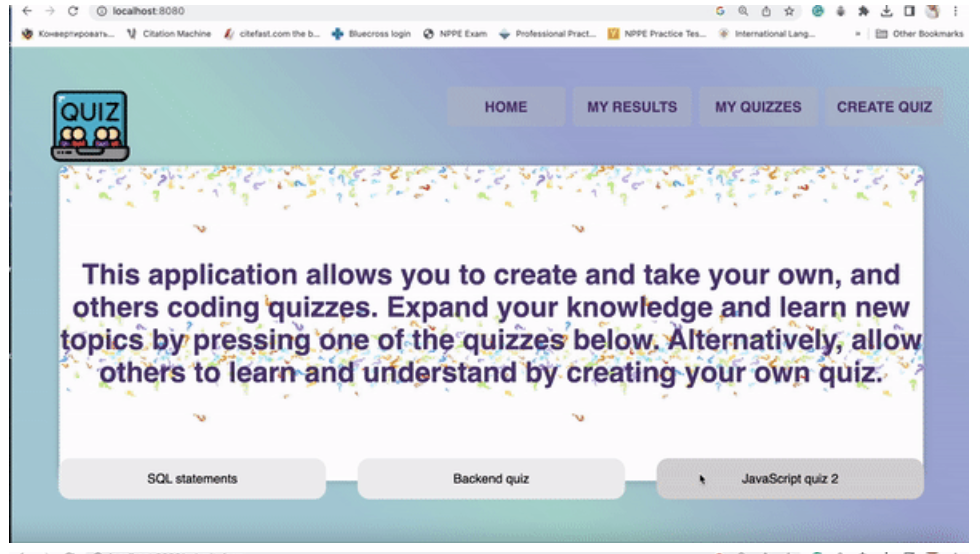 localhost:8080
Конвертировать... Citation Machine citefast.com the b... Bluecross login NPPE Exam Professional Pract... NPPE Practice Tes... International Lang... » Other Bookmarks
QUIZ
HOME MY RESULTS MY QUIZZES CREATE QUIZ
This application allows you to create and take your own, and
others coding quizzes. Expand your knowledge and learn new
topics by pressing one of the quizzes below. Alternatively, allow
others to learn and understand by creating your own quiz.
SQL statements Backend quiz JavaScript quiz 2